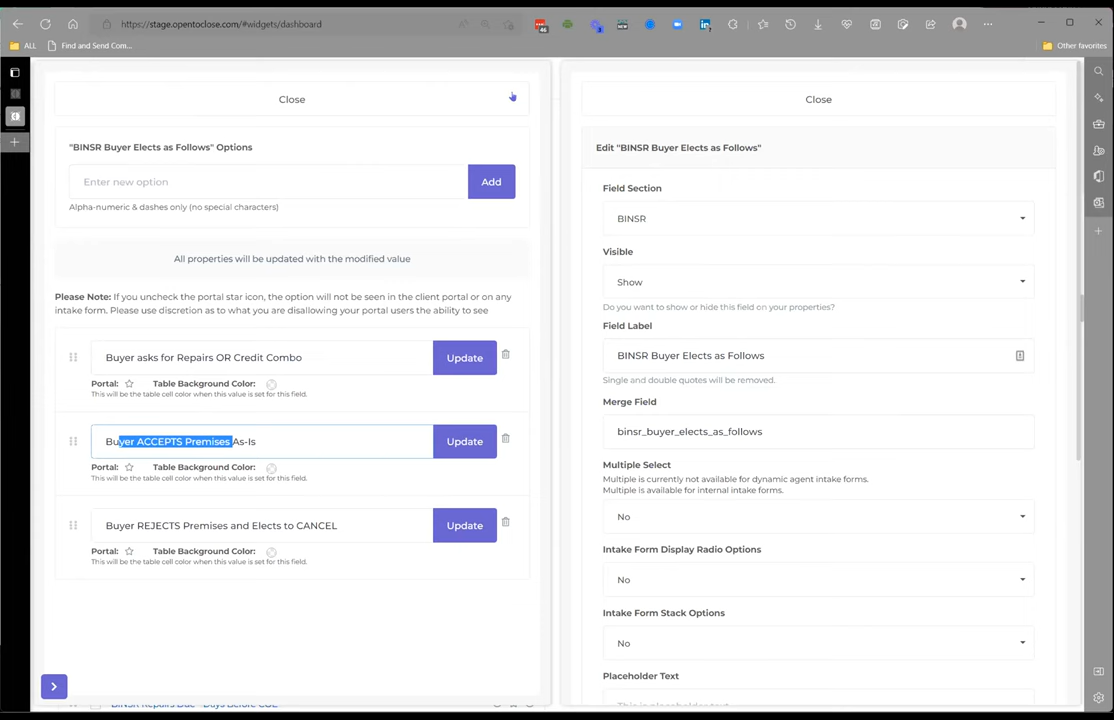 https://stage.opentoclose.com/#widgets/dashboard
ALL
Find and Send Com...
Other favorites
Close
"BINSR Buyer Elects as Follows" Options
Enter new option
Add
Alpha-numeric & dashes only (no special characters)
All properties will be updated with the modified value
Please Note: If you uncheck the portal star icon, the option will not be seen in the client portal or on any
intake form. Please use discretion as to what you are disallowing your portal users the ability to see
Buyer asks for Repairs OR Credit Combo
Update
Portal:
Table Background Color:
This will be the table cell color when this value is set for this field.
Buyer ACCEPTS Premises As-Is
Update
Portal:
Table Background Color:
This will be the table cell color when this value is set for this field.
Buyer REJECTS Premises and Elects to CANCEL
Update
Portal:
Table Background Color:
This will be the table cell color when this value is set for this field.
BINSR Repairs Due - Days Before COE
Close
Edit "BINSR Buyer Elects as Follows"
Field Section
BINSR
Visible
Show
Do you want to show or hide this field on your properties?
Field Label
BINSR Buyer Elects as Follows
Single and double quotes will be removed.
Merge Field
binsr_buyer_elects_as_follows
Multiple Select
Multiple is currently not available for dynamic agent intake forms.
Multiple is available for internal intake forms.
No
Intake Form Display Radio Options
No
Intake Form Stack Options
No
Placeholder Text
This is placeholder text